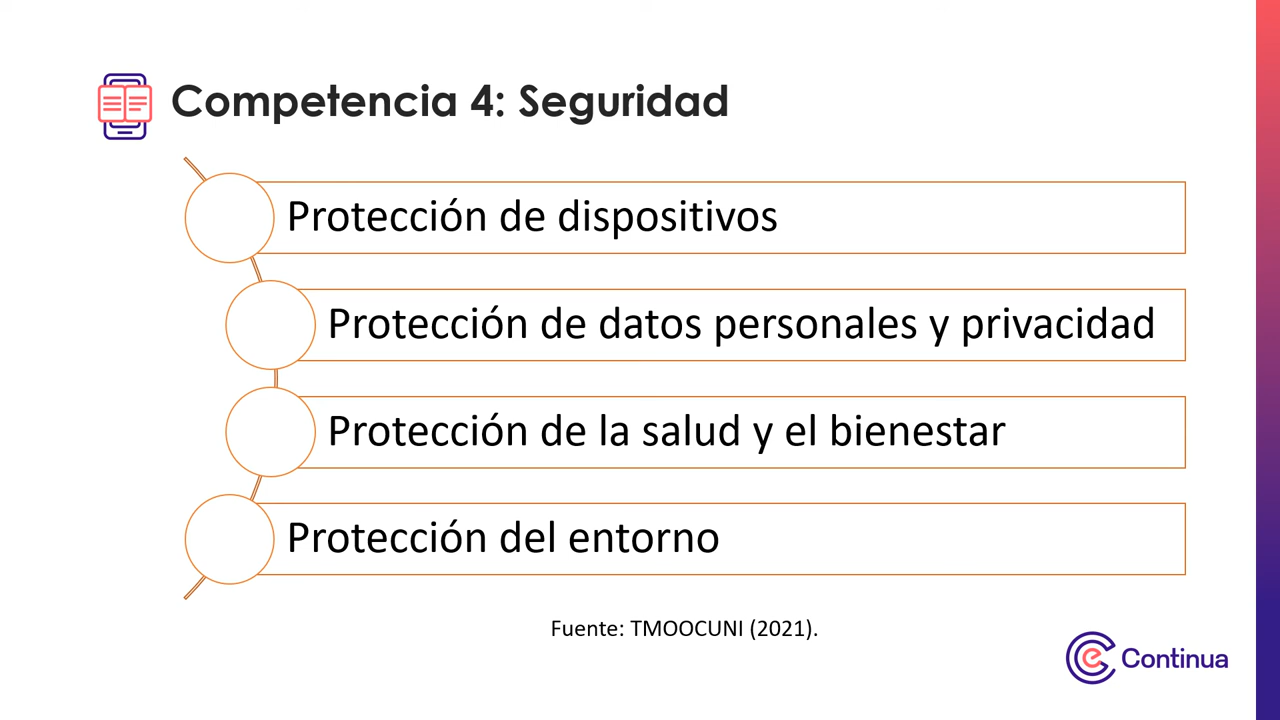 Competencia 4: Seguridad
Protección de dispositivos
Protección de datos personales y privacidad
Protección de la salud y el bienestar
Protección del entorno
Fuente: TMOOCUNI (2021).
e Continua